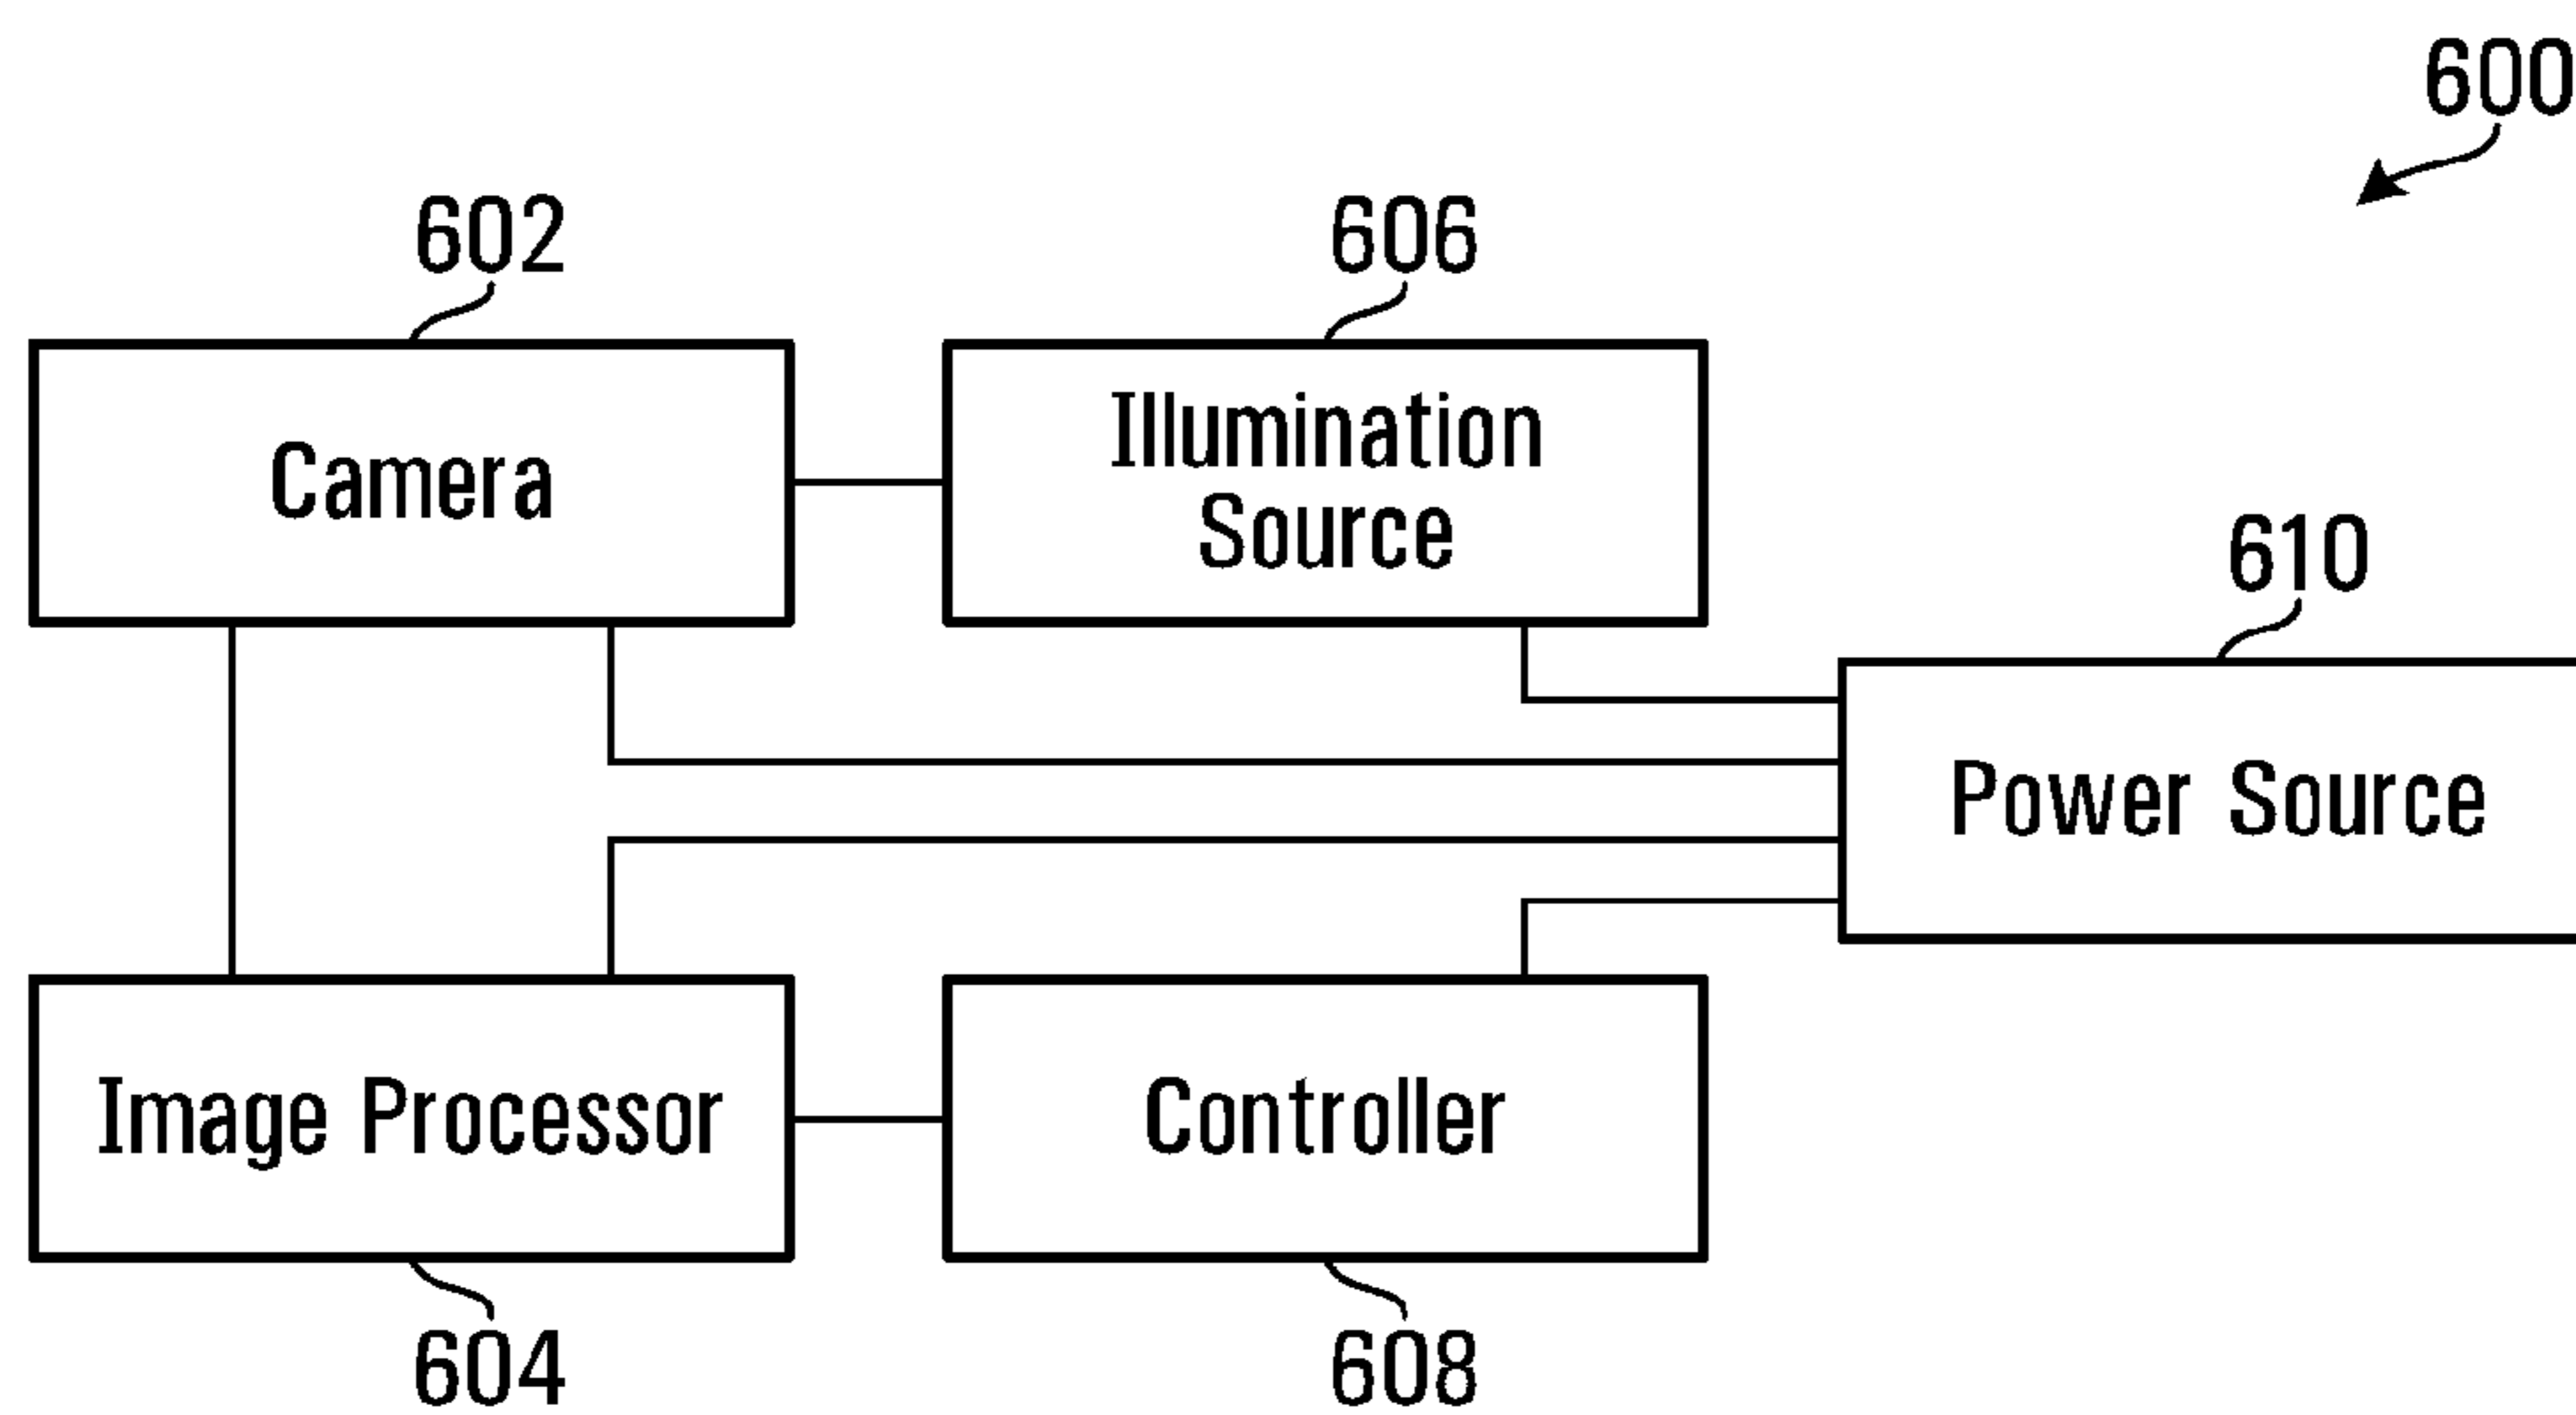 600
602
606
Camera
Illumination
Source
610
Power Source
Image Processor
Controller
604
608